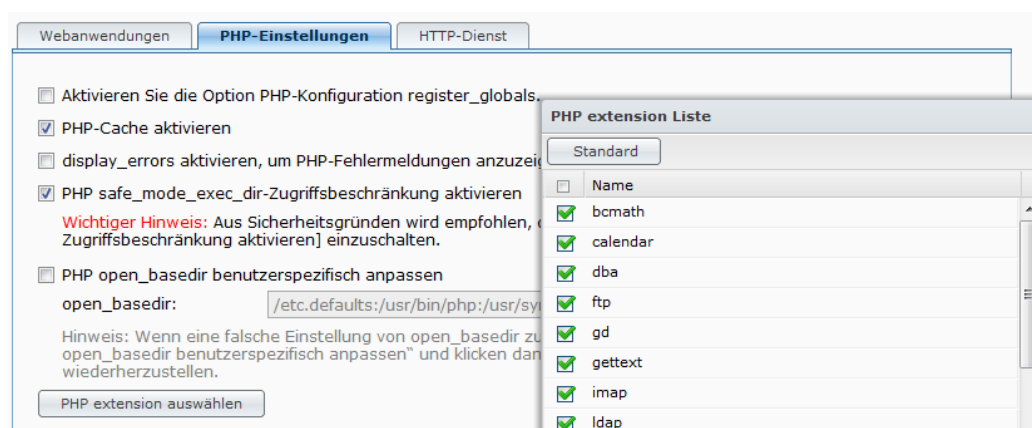 Webanwendungen PHP-Einstellungen HTTP-Dienst
Aktivieren Sie die Option PHP-Konfiguration register_globals.
PHP-Cache aktivieren
display_errors aktivieren, um PHP-Fehlermeldungen
PHP safe_mode_exec_dir-Zugriffsbeschränkung aktivieren
Wichtiger Hinweis: Aus Sicherheitsgründen wird empfohlen,
Zugriffsbeschränkung aktivieren] einzuschalten.
PHP open_basedir benutzerspezifisch anpassen
open_basedir: /etc.defaults:/usr/bin/php:/usr/sy
Hinweis: Wenn eine falsche Einstellung von open_basedir zu
open_basedir benutzerspezifisch anpassen" und klicken dan
wiederherzustellen.
PHP extension auswählen
PHP extension Liste
Standard
Name
bcmath
calendar
dba
ftp
gd
gettext
imap
ldap